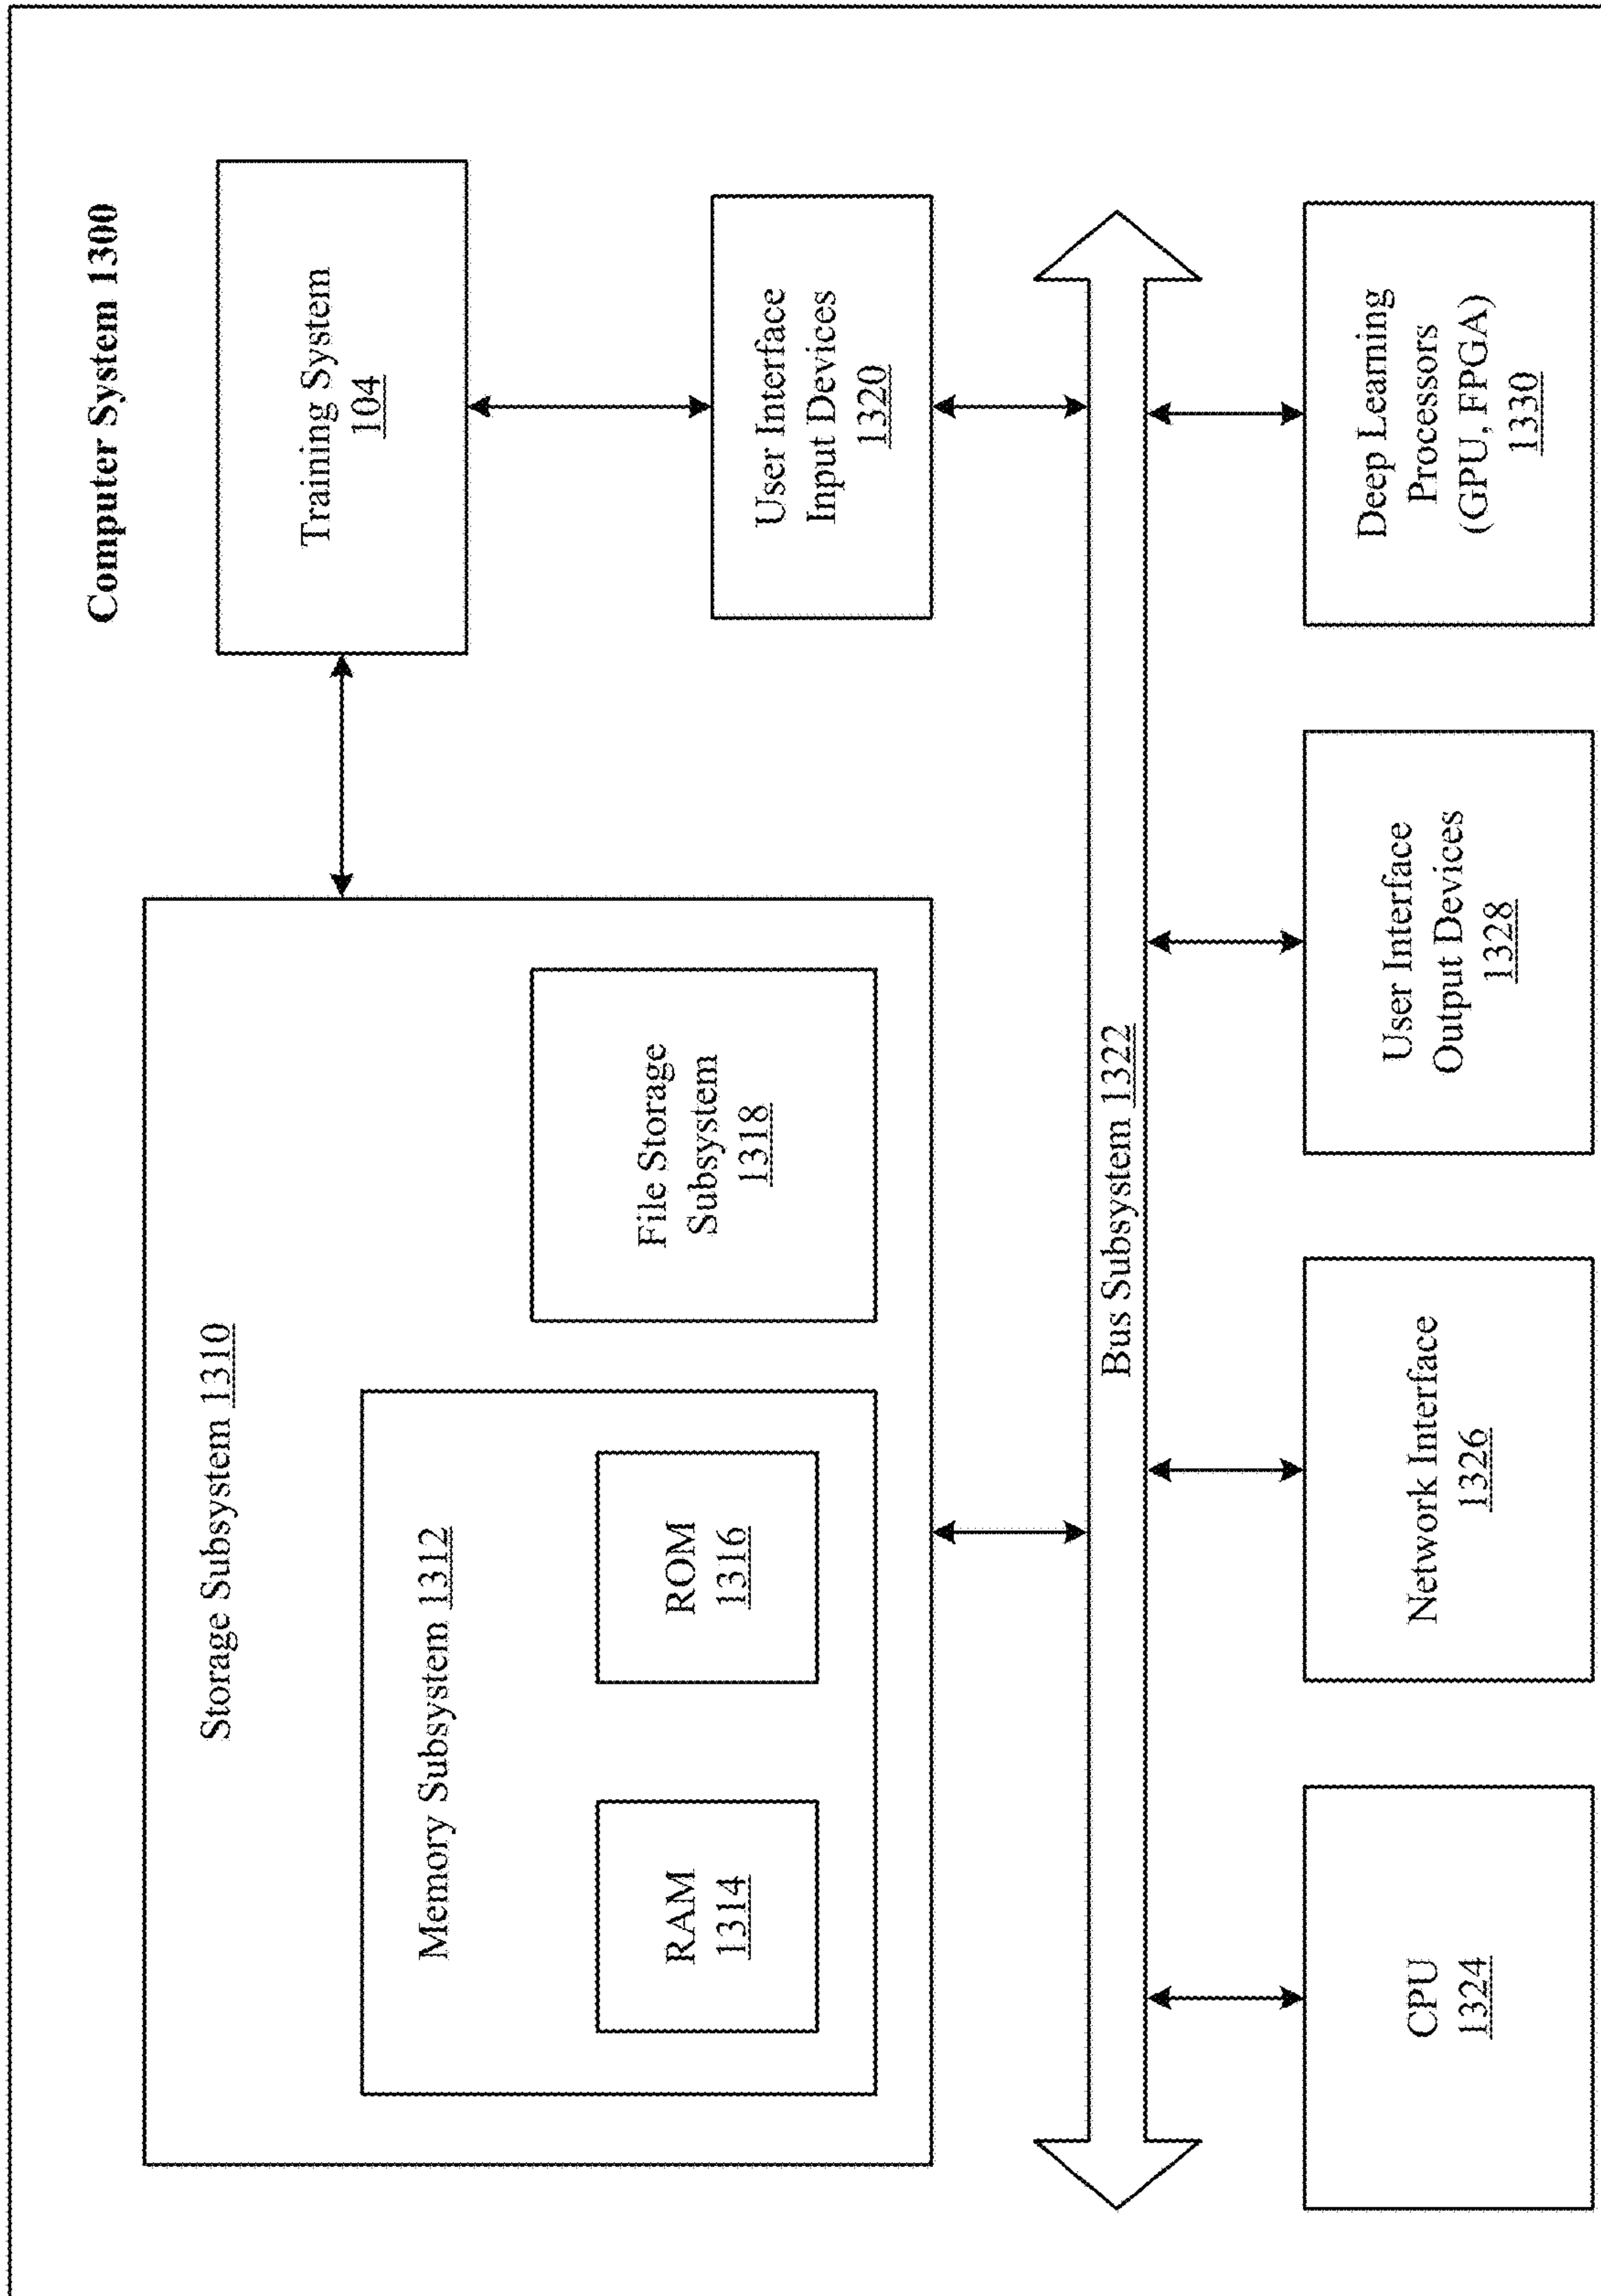 Computer System 1300
Storage Subsystem 1310
Memory Subsystem 1312
RAM
1314
ROM
1316
File Storage
Subsystem
1318
Training System
104
User Interface
Input Devices
1320
Bus Subsystem 1322
CPU
1324
Network Interface
1326
User Interface
Output Devices
1328
Deep Learning
Processors
(GPU, FPGA)
1330